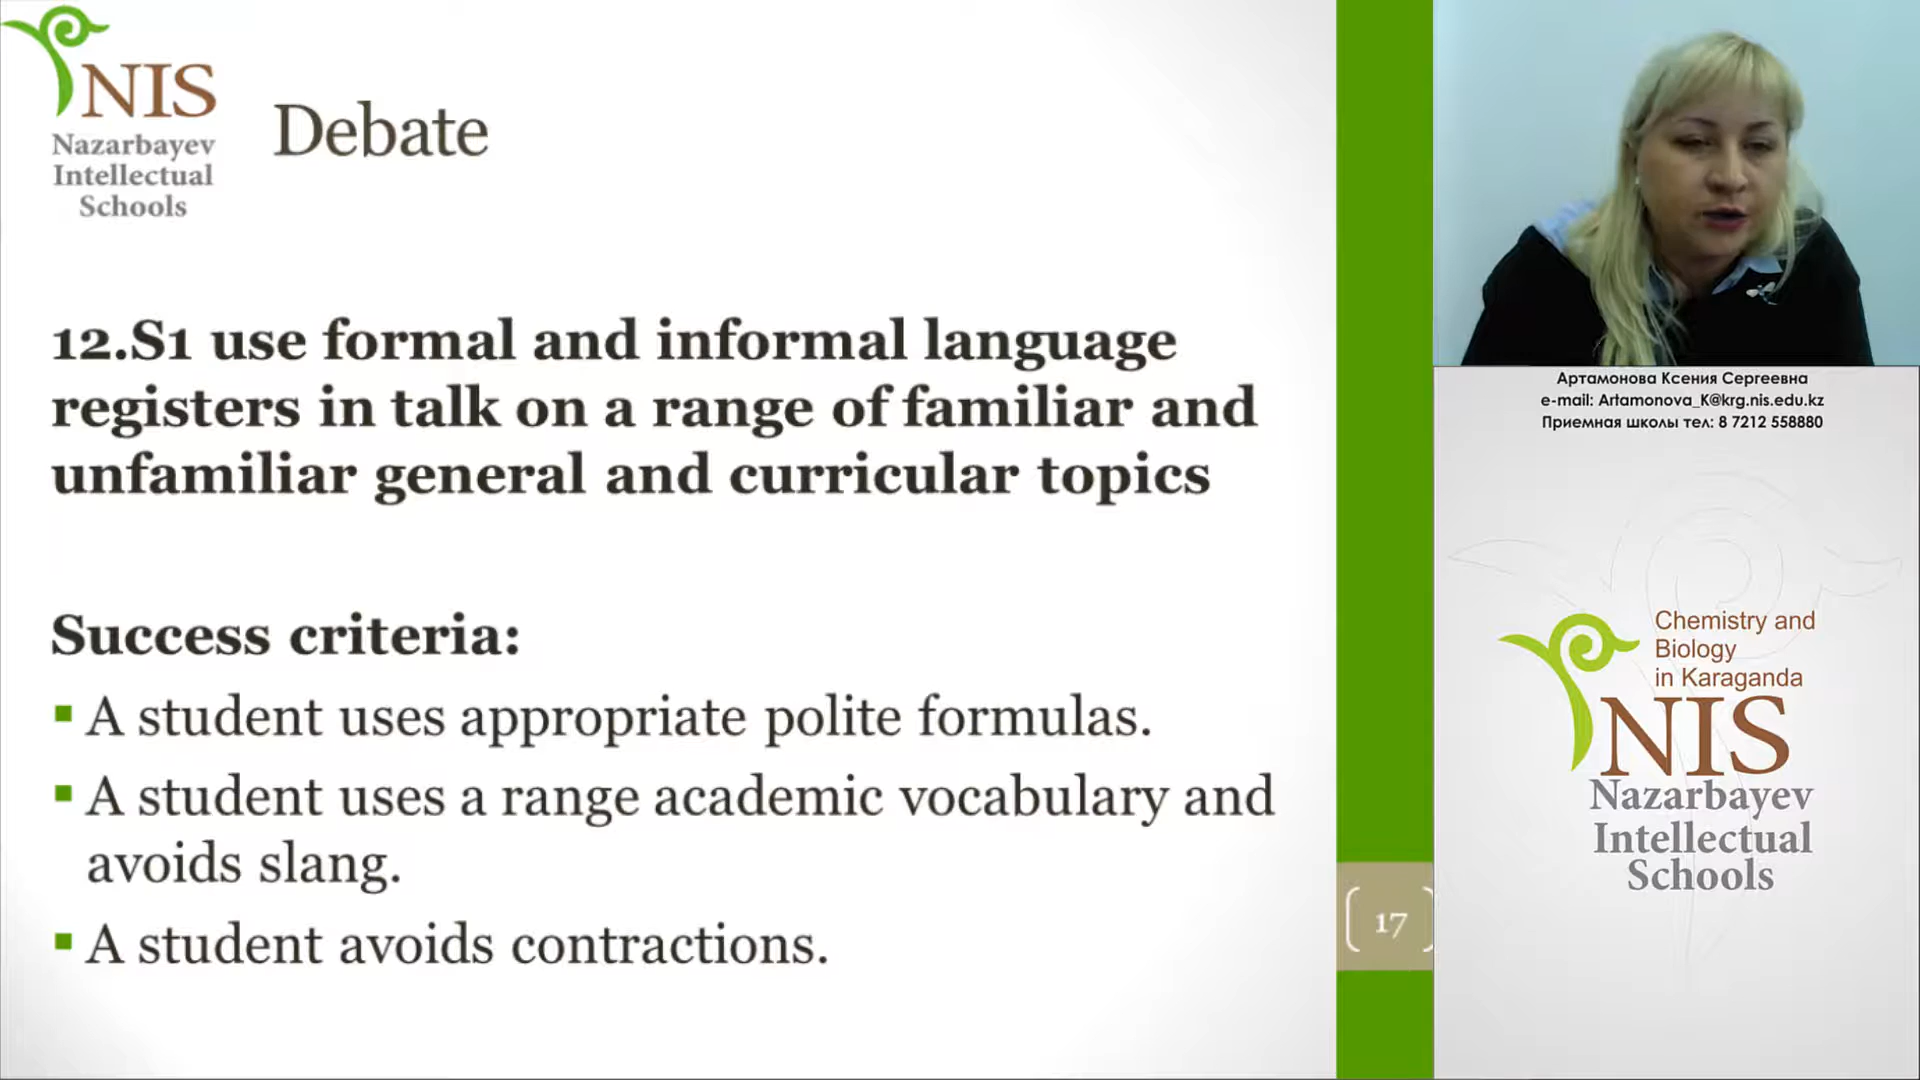 NIS
Nazarbayev
Intellectual
Schools
Debate
12.S1 use formal and informal language
registers in talk on a range of familiar and
unfamiliar general and curricular topics
Success criteria:
A student uses appropriate polite formulas.
A student uses a range academic vocabulary and
avoids slang.
A student avoids contractions.
17
Артамонова Ксения Сергеевна
e-mail: Artamonova_K@krg.nis.edu.kz
Приемная школы тел: 8 7212 558880
Chemistry and
Biology
in Karaganda
NIS
Nazarbayev
Intellectual
Schools